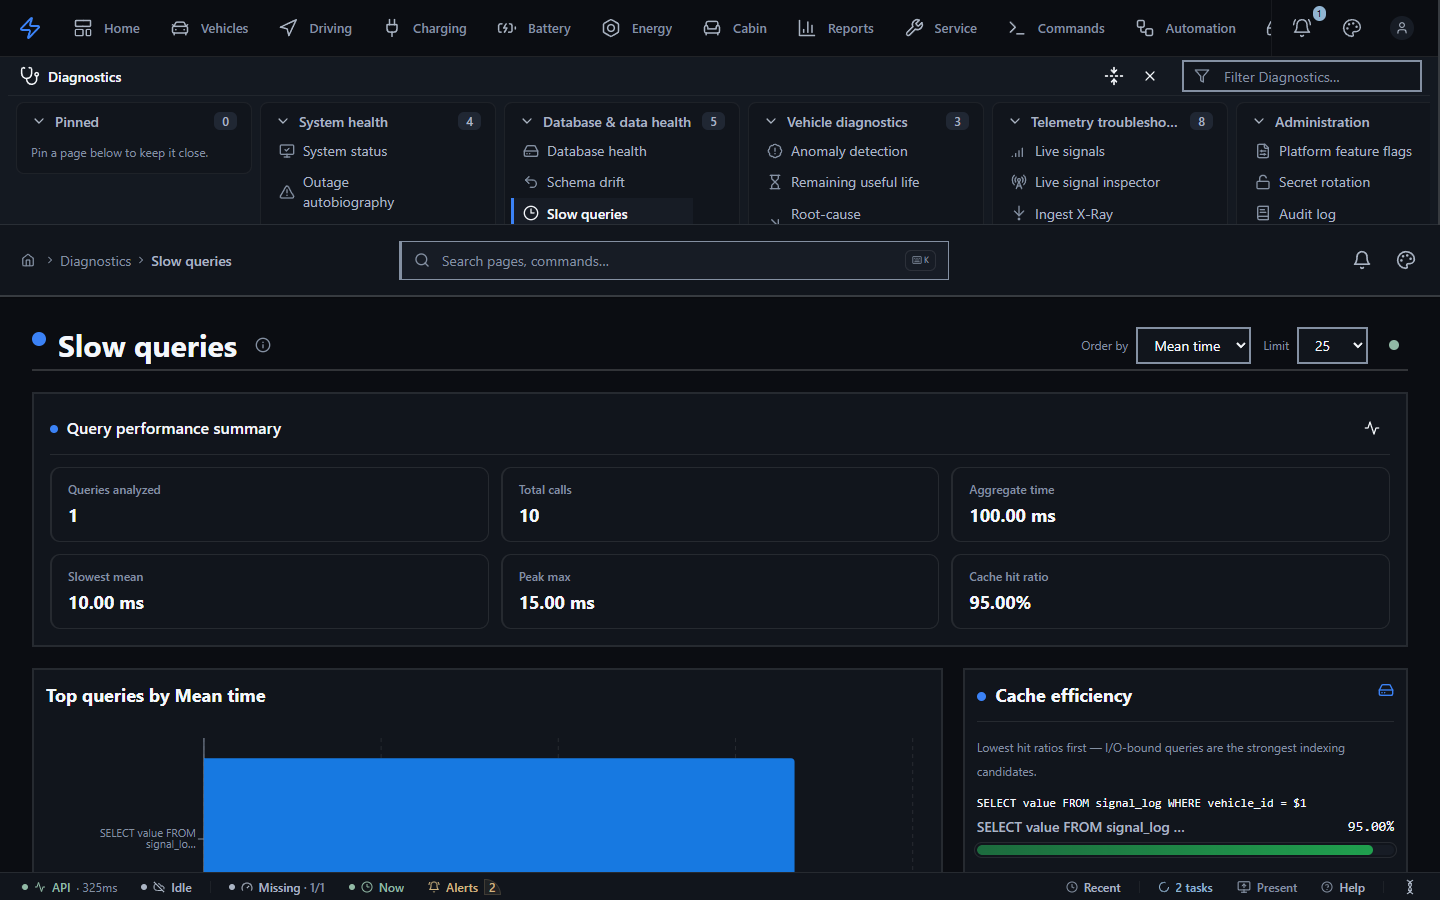 Home
Vehicles
Driving
Charging
Battery
Energy
Cabin
Reports
Service
Commands
Automation
1
Diagnostics
Filter Diagnostics...
Pinned 0
Pin a page below to keep it close.
System health 4
System status
Outage
autobiography
Database & data health 5
Database health
Schema drift
Slow queries
Vehicle diagnostics 3
Anomaly detection
Remaining useful life
Root-cause
Telemetry troublesho... 8
Live signals
Live signal inspector
Ingest X-Ray
Administration
Platform feature flags
Secret rotation
Audit log
Diagnostics
Slow queries
Search pages, commands...
K
Slow queries
Order by
Mean time
Limit
25
Query performance summary
Queries analyzed
1
Total calls
10
Aggregate time
100.00 ms
Slowest mean
10.00 ms
Peak max
15.00 ms
Cache hit ratio
95.00%
Top queries by Mean time
SELECT value FROM
signal_lo...
Cache efficiency
Lowest hit ratios first — I/O-bound queries are the strongest indexing
candidates.
SELECT value FROM signal_log WHERE vehicle_id = $1
SELECT value FROM signal_log ... 95.00%
API · 325ms
Idle
Missing · 1/1
Now
Alerts 2
Recent
2 tasks
Present
Help